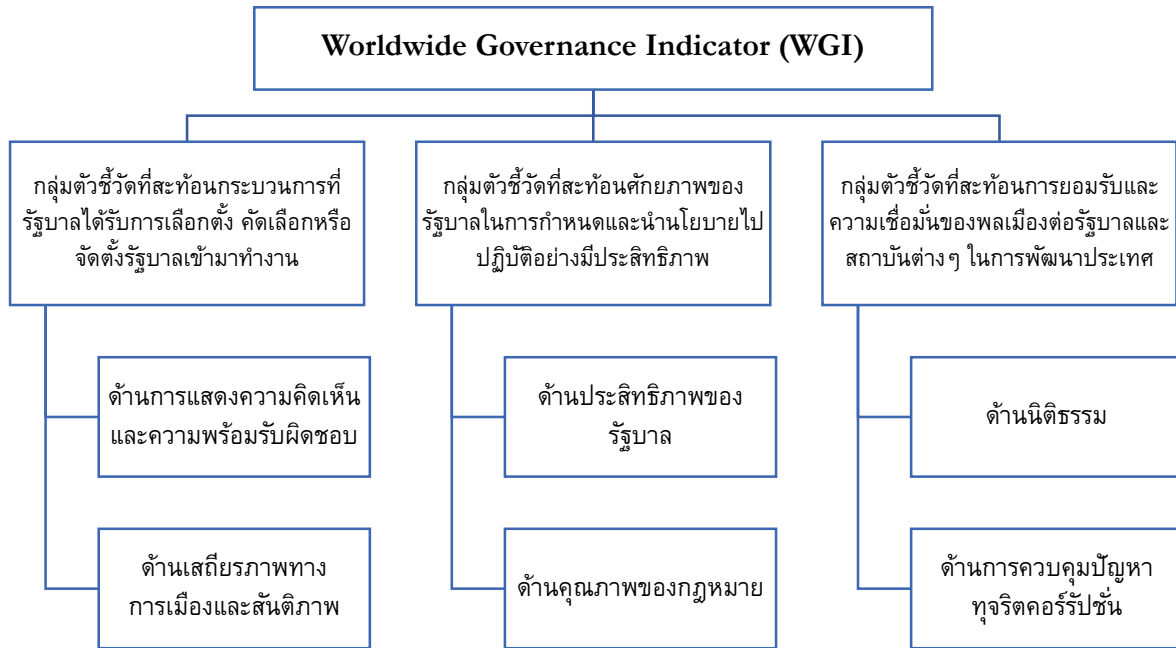 Worldwide Governance Indicator (WGI)
กลุ่มตัวชี้วัดที่สะท้อนกระบวนการที่
รัฐบาลได้รับการเลือกตั้ง คัดเลือกหรือ
จัดตั้งรัฐบาลเข้ามาทำงาน
ด้านการแสดงความคิดเห็น
และความพร้อมรับผิดชอบ
ด้านเสถียรภาพทาง
การเมืองและสันติภาพ
กลุ่มตัวชี้วัดที่สะท้อนศักยภาพของ
รัฐบาลในการกำหนดและนำนโยบายไป
ปฏิบัติอย่างมีประสิทธิภาพ
ด้านประสิทธิภาพของ
รัฐบาล
ด้านคุณภาพของกฎหมาย
กลุ่มตัวชี้วัดที่สะท้อนการยอมรับและ
ความเชื่อมั่นของพลเมืองต่อรัฐบาลและ
สถาบันต่างๆ ในการพัฒนาประเทศ
ด้านนิติธรรม
ด้านการควบคุมปัญหา
ทุจริตคอร์รัปชั่น